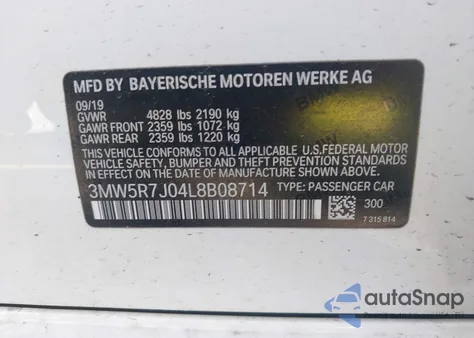 MFD BY BAYERISCHE MOTOREN WERKE AG
09/19
GVWR 4828 lbs 2190 kg
GAWR FRONT 2359 lbs 1072 kg
GAWR REAR 2359 lbs 1220 kg
THIS VEHICLE CONFORMS TO ALL APPLICABLE U.S.FEDERAL MOTOR
VEHICLE SAFETY, BUMPER AND THEFT PREVENTION STANDARDS IN
EFFECT ON THE DATE OF MANUFACTURE SHOWN ABOVE.
3MW5R7J04L8B08714 TYPE: PASSENGER CAR
300
7 315 814
autoSnap